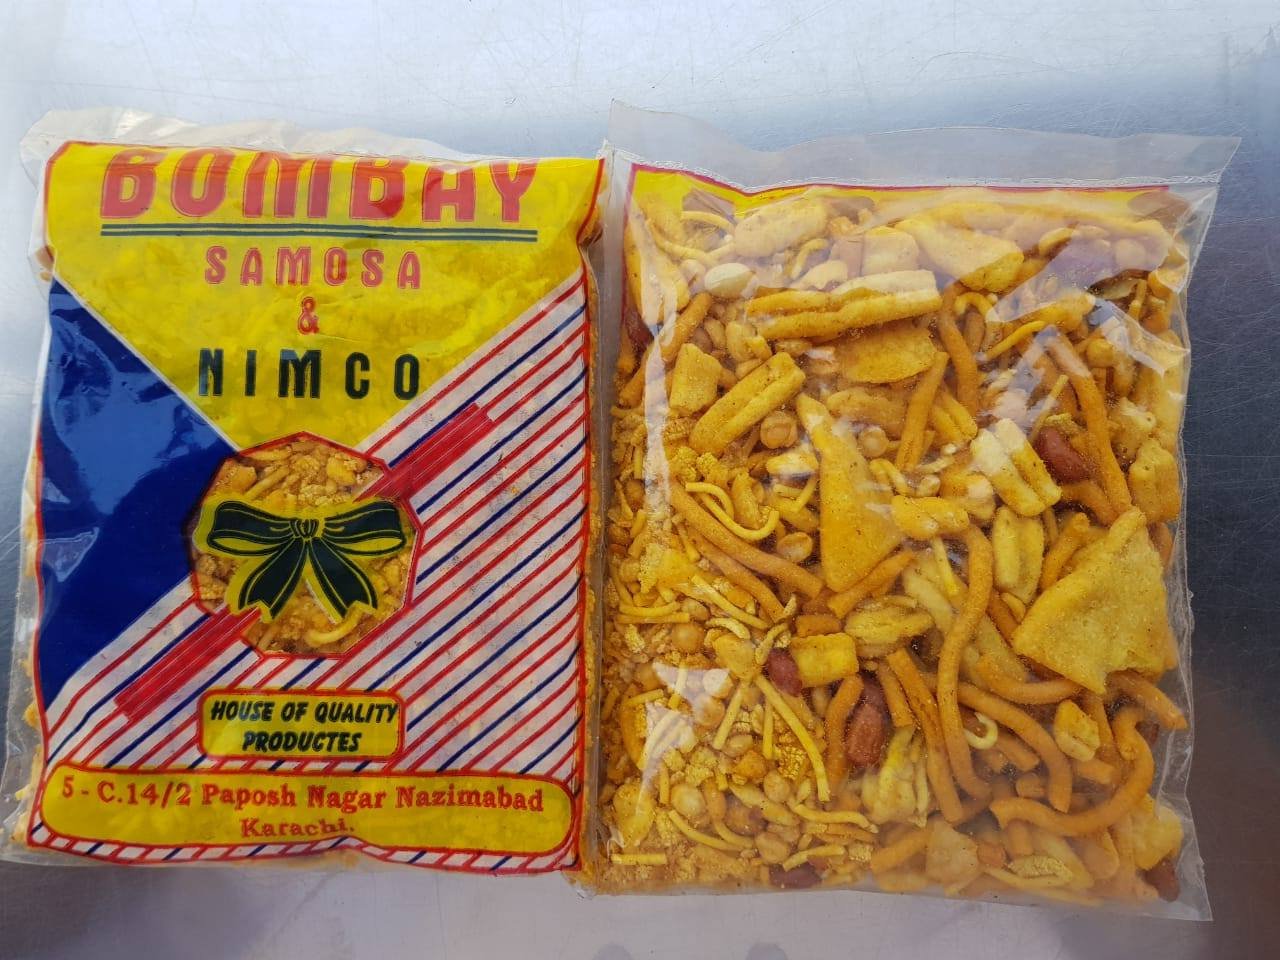 BOMBAY
SAMOSA
&
NIMCO
HOUSE OF QUALITY
PRODUCTES
5 - C.14/2 Paposh Nagar Nazimabad
Karachi.